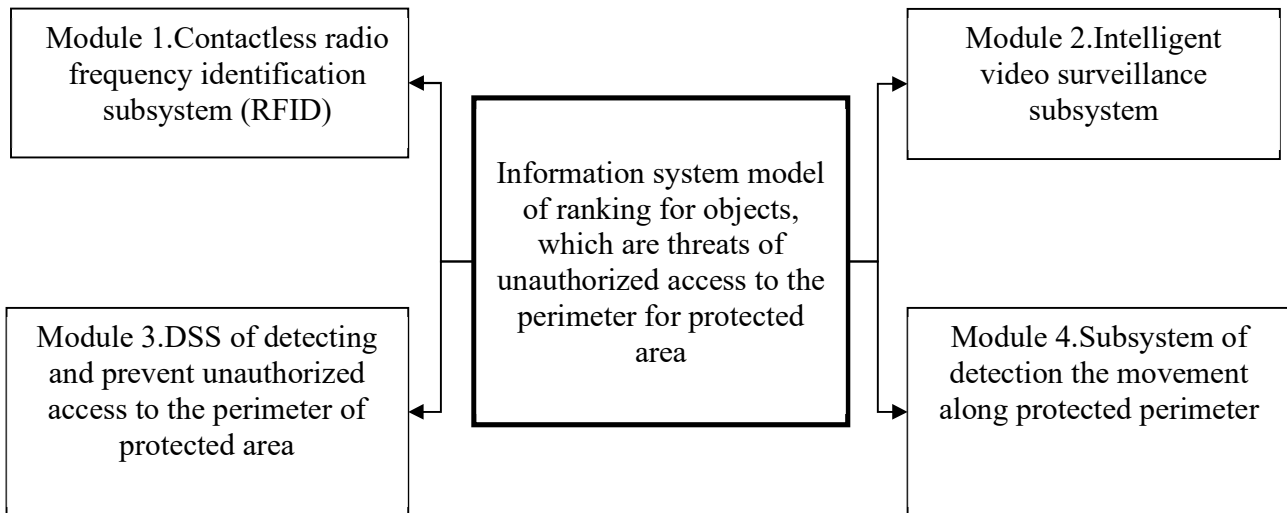 Module 1.Contactless radio
frequency identification
subsystem (RFID)
Module 2.Intelligent
video surveillance
subsystem
Information system model
of ranking for objects,
which are threats of
unauthorized access to the
perimeter for protected
area
Module 3.DSS of detecting
and prevent unauthorized
access to the perimeter of
protected area
Module 4.Subsystem of
detection the movement
along protected perimeter